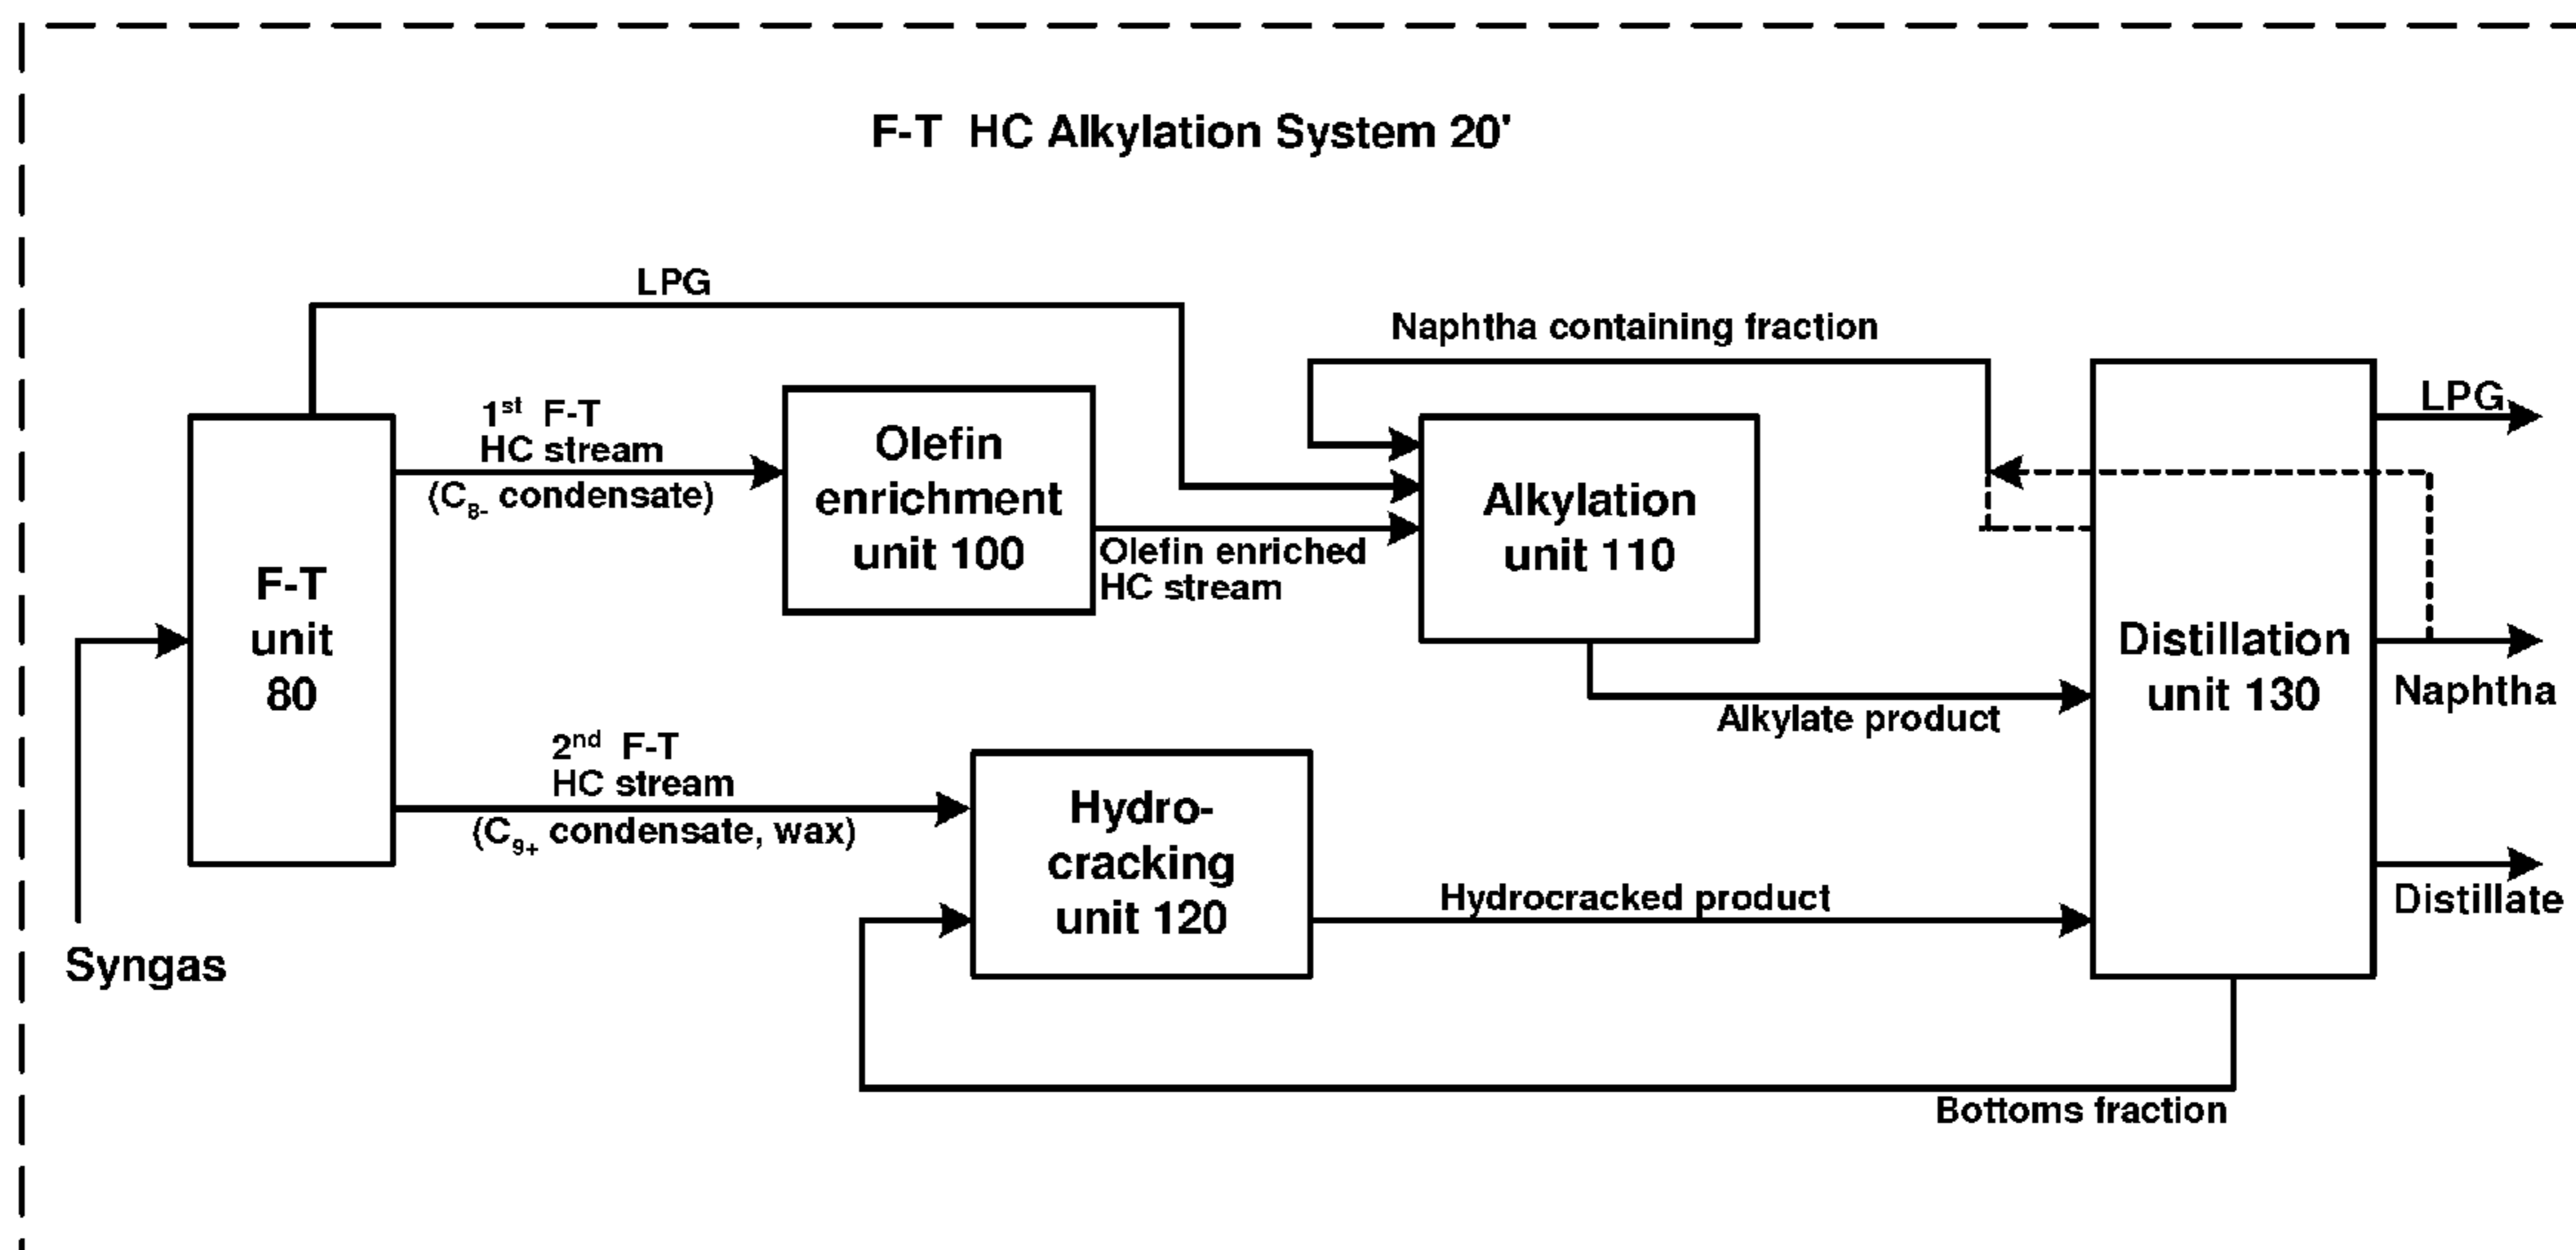 F-T HC Alkylation System 20'
LPG
Naphtha containing fraction
1st F-T
HC stream
(C8- condensate)
Olefin
enrichment
unit 100
Olefin enriched
HC stream
Alkylation
unit 110
LPG
F-T
unit
80
Distillation
unit 130
Naphtha
Alkylate product
2nd F-T
HC stream
(C9+ condensate, wax)
Hydro-
cracking
unit 120
Hydrocracked product
Distillate
Syngas
Bottoms fraction